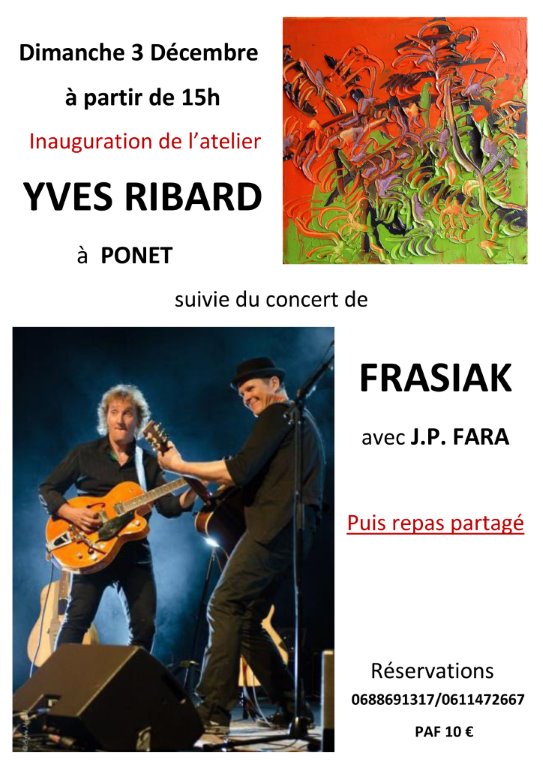 Dimanche 3 Décembre
à partir de 15h
Inauguration de l’atelier
YVES RIBARD
à PONET
suivie du concert de
FRASIAK
avec J.P. FARA
Puis repas partagé
Réservations
0688691317/0611472667
PAF 10 €